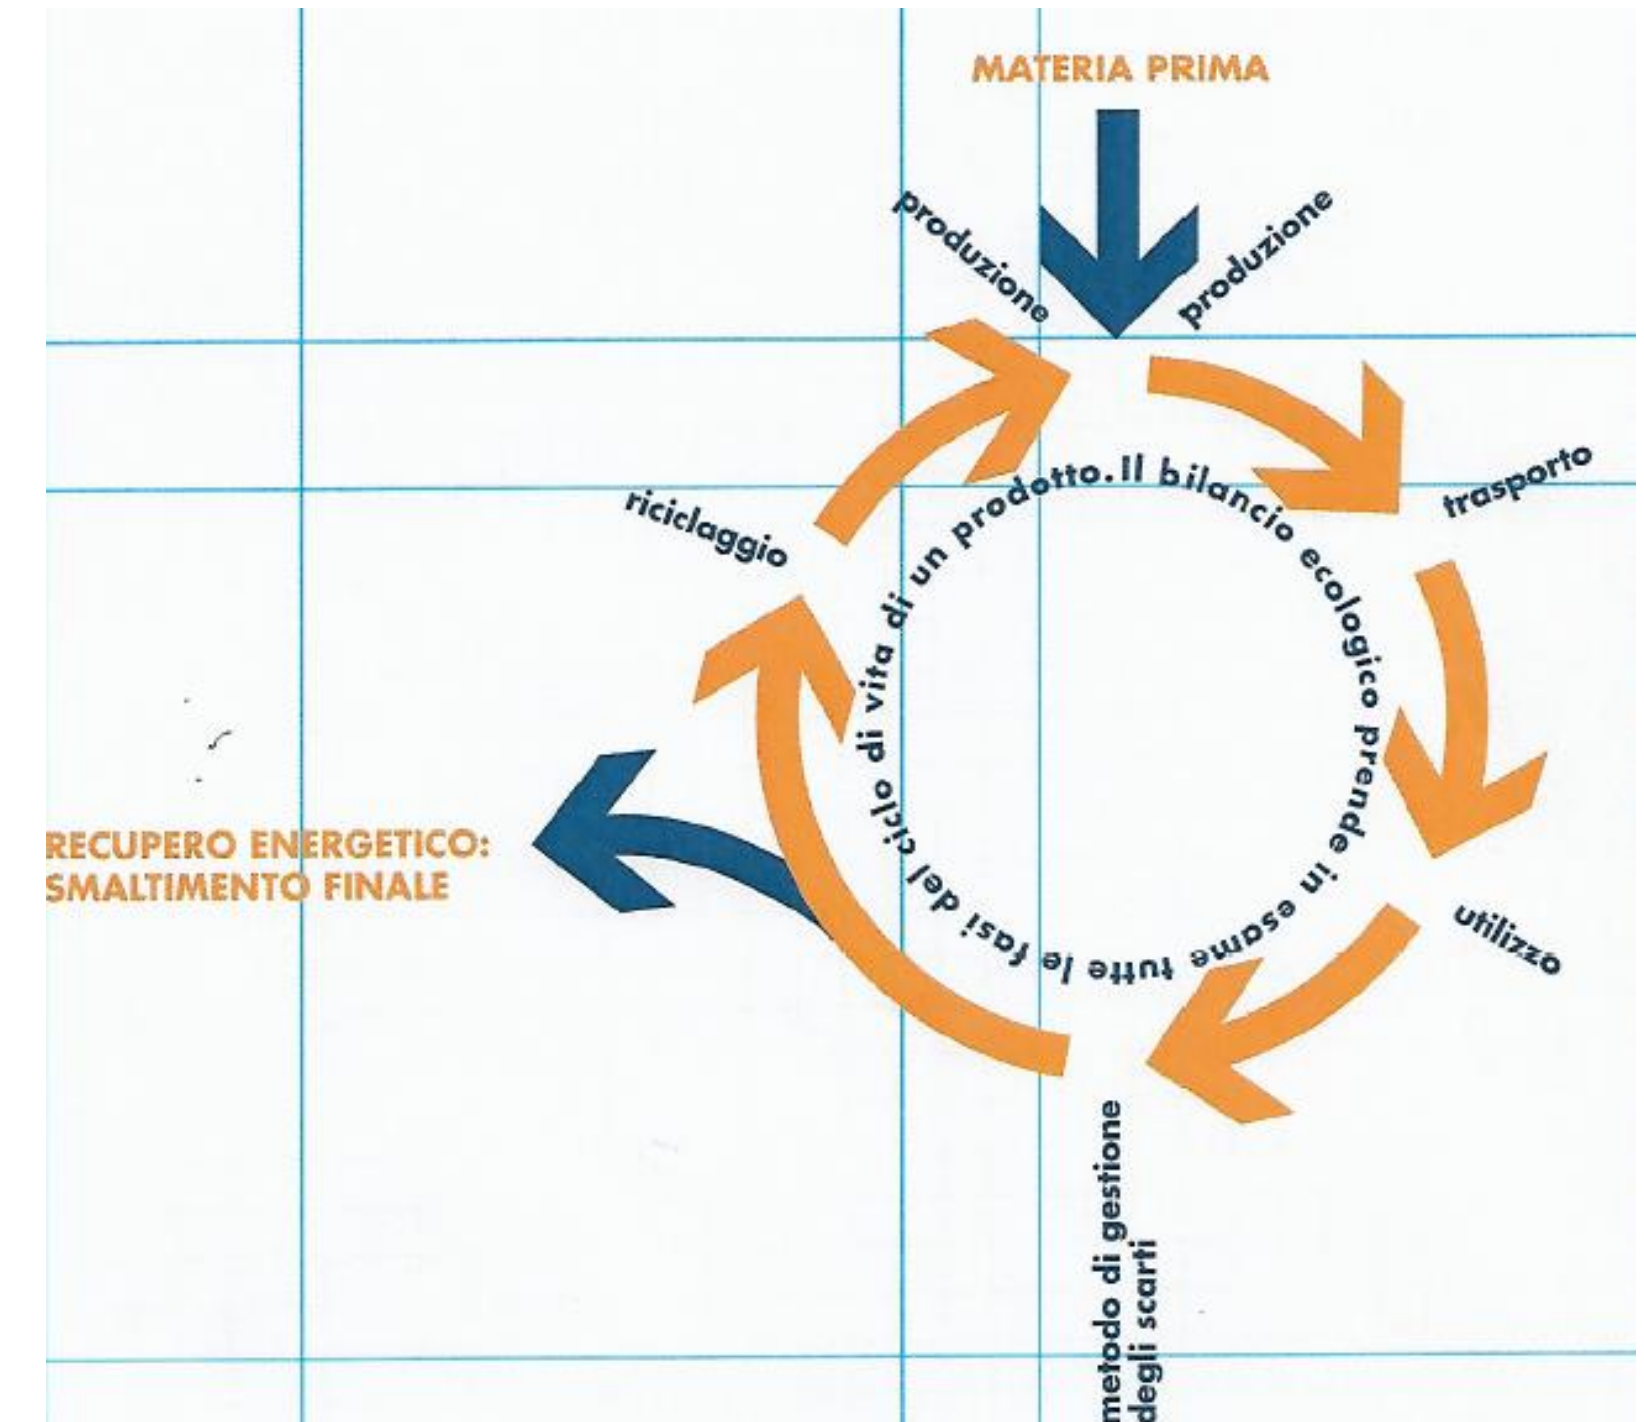 MATERIA PRIMA
produzione
produzione
trasporto
utilizzo
metodo di gestione
degli scarti
riciclaggio
RECUPERO ENERGETICO:
SMALTIMENTO FINALE
Il bilancio ecologico prende in esame tutte le fasi del ciclo di vita di un prodotto.